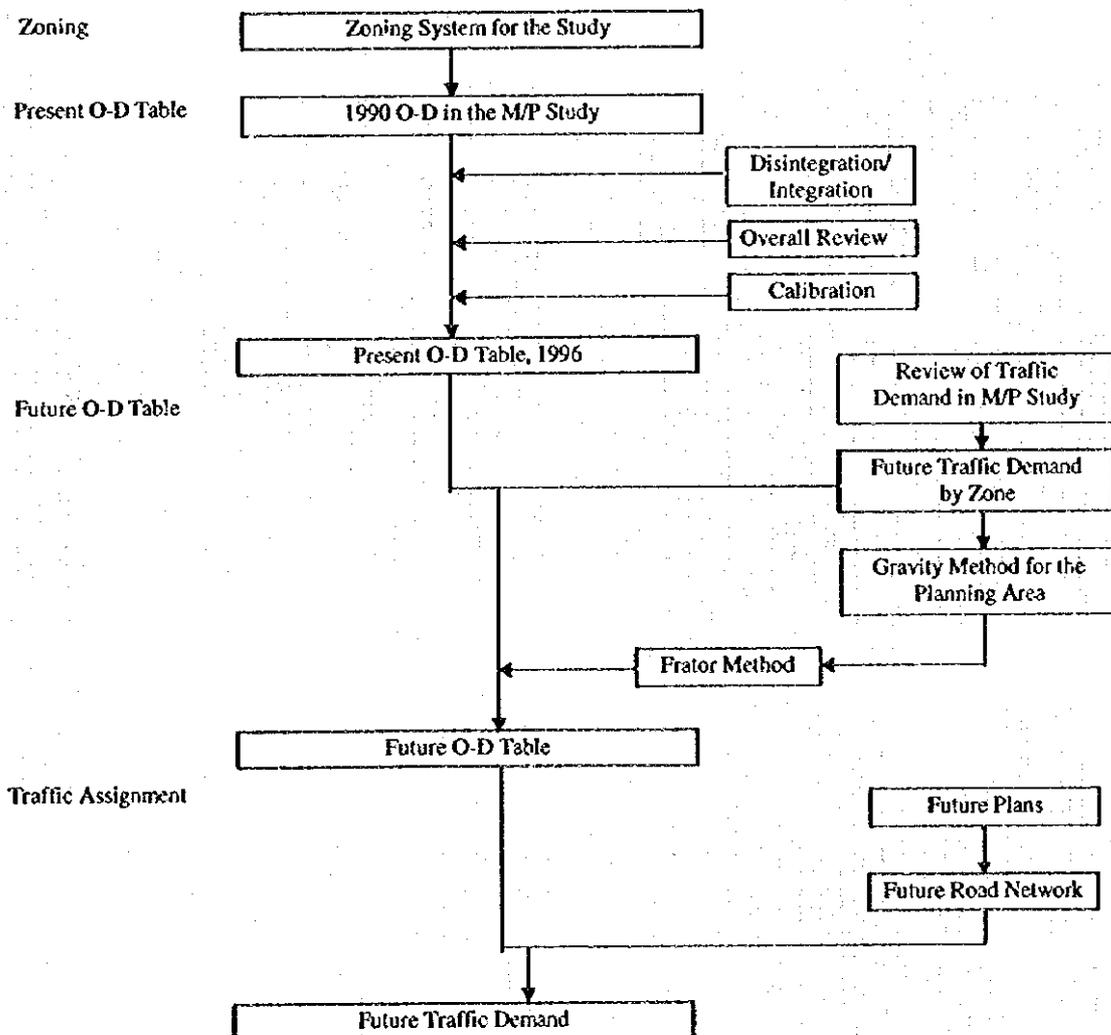 Zoning
Zoning System for the Study
Present O-D Table
1990 O-D in the M/P Study
Disintegration/
Integration
Overall Review
Calibration
Present O-D Table, 1996
Future O-D Table
Review of Traffic
Demand in M/P Study
Future Traffic Demand
by Zone
Gravity Method for the
Planning Area
Frator Method
Future O-D Table
Traffic Assignment
Future Plans
Future Road Network
Future Traffic Demand